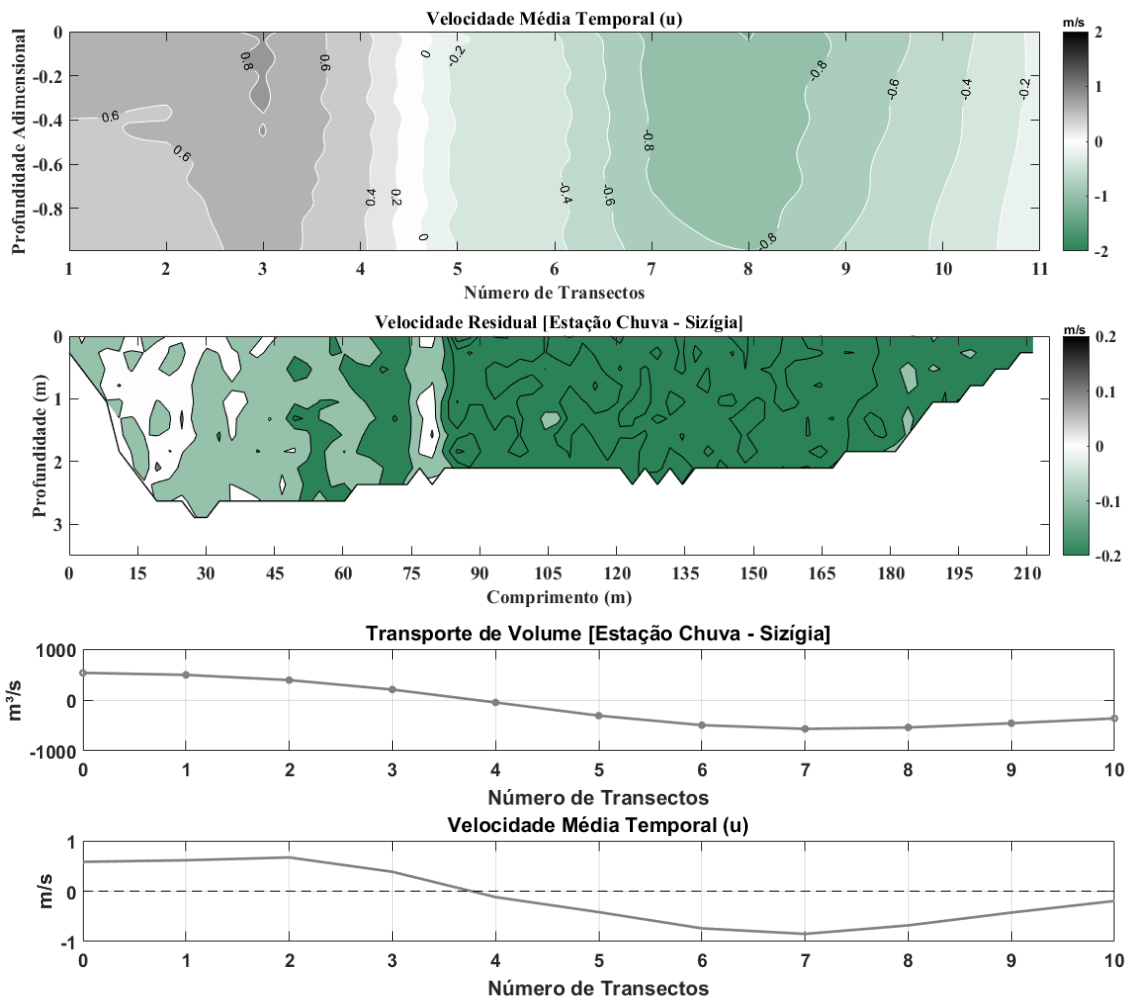 Velocidade Média Temporal (u)
m/s
Profundidade Adimensional
0
-0.2
-0.4
-0.6
-0.8
0.8
0.6
0
-0.2
-0.8
-0.6
-0.4
-0.2
0.6
0.6
-0.8
0.4
0.2
-0.4
-0.6
0
-0.8
2
1
0
-1
-2
1 2 3 4 5 6 7 8 9 10 11
Número de Transectos
Velocidade Residual [Estação Chuva - Sizígia]
m/s
Profundidade (m)
0
1
2
3
0.2
0.1
0
-0.1
-0.2
0 15 30 45 60 75 90 105 120 135 150 165 180 195 210
Comprimento (m)
Transporte de Volume [Estação Chuva - Sizígia]
m³/s
1000
0
-1000
0 1 2 3 4 5 6 7 8 9 10
Número de Transectos
Velocidade Média Temporal (u)
m/s
1
0
-1
0 1 2 3 4 5 6 7 8 9 10
Número de Transectos